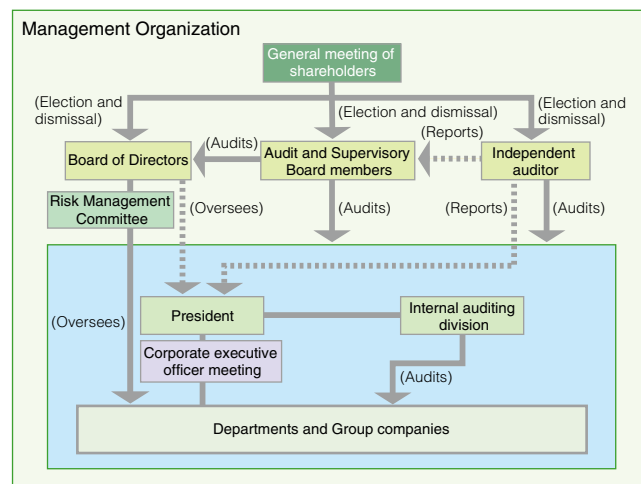 Management Organization
General meeting of
shareholders
(Election and
dismissal)
(Election and dismissal)
(Election and
dismissal)
(Reports)
(Audits)
Board of Directors
Audit and Supervisory
Board members
Independent
auditor
Risk Management
Committee
(Oversees)
(Audits)
(Reports)
(Audits)
(Oversees)
President
Internal auditing
division
Corporate executive
officer meeting
(Audits)
Departments and Group companies